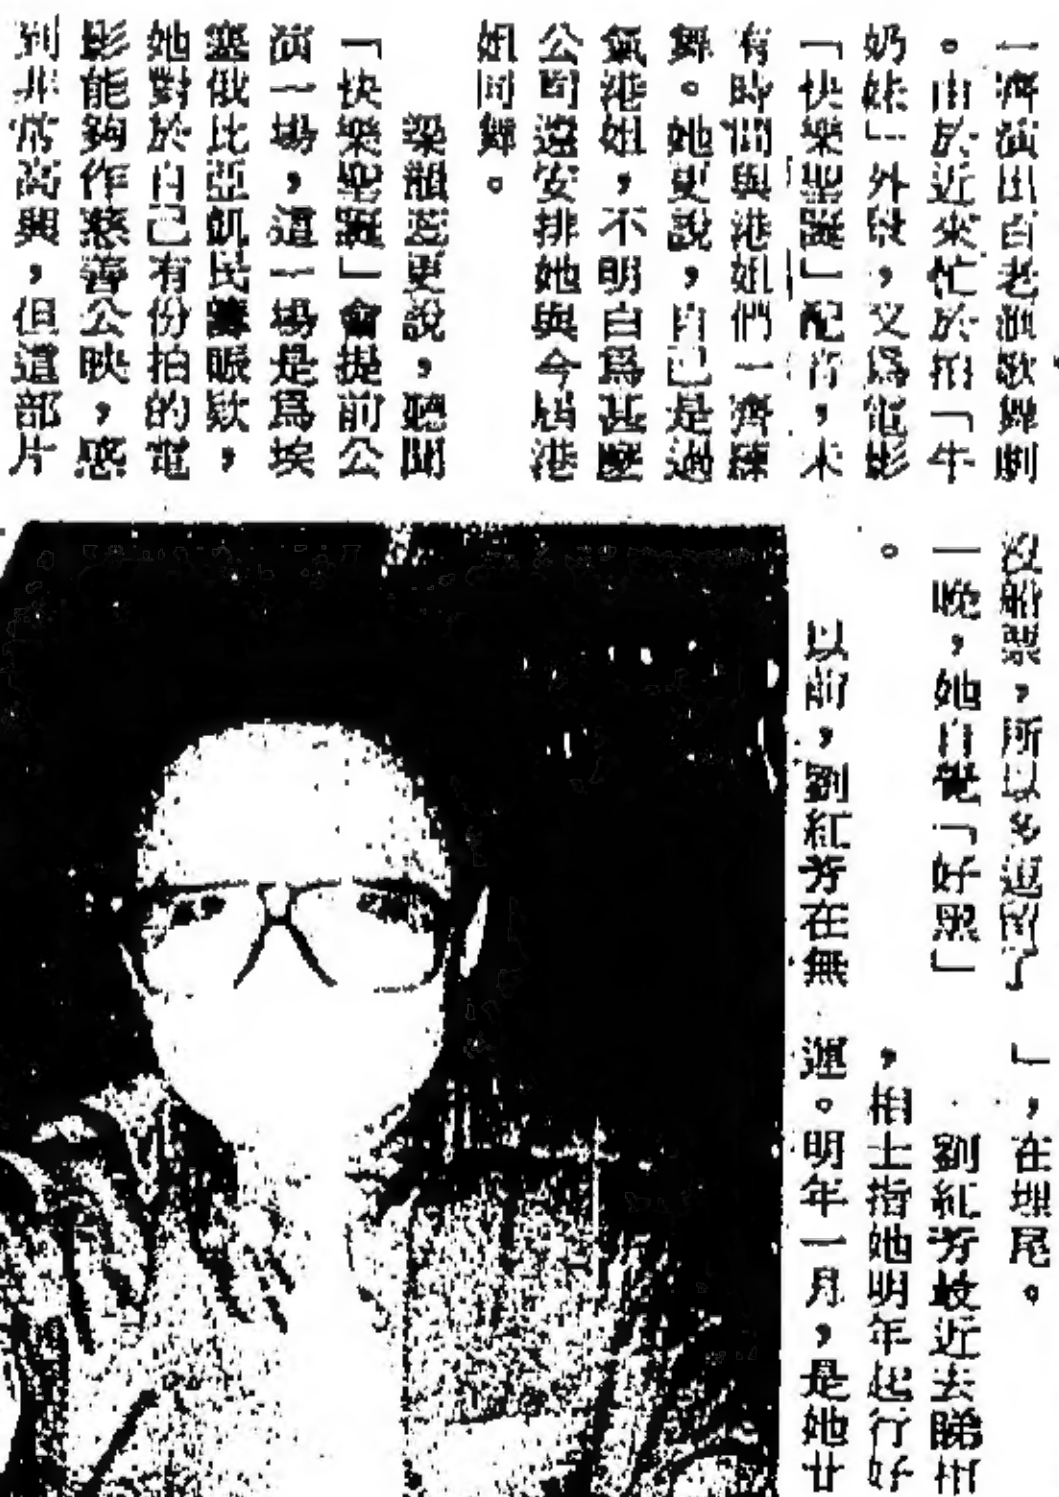 一齊演出百老滙歌舞劇
。由於近來忙於拍「牛
奶妹」外景，又爲電影
「快樂聖誕」配音，未
有時間與港姐們一齊練
舞。她更說，自己是過
氣港姐，不明白爲甚麼
公司還安排她與今屆港
姐同舞。
梁韻蕊更說，聽聞
「快樂聖誕」會提前公
演一場，這一場是爲埃
塞俄比亞飢民籌賑欵，
她對於自己有份拍的電
影能夠作慈善公映，感
到非常高興，但這部片
沒船票，所以多逗留了
一晚，她自覺「好黑」
。
以前，劉紅芳在無
」，在埋尾。
劉紅芳最近去睇相
，相士指她明年起行好
運。明年一月，是她廿